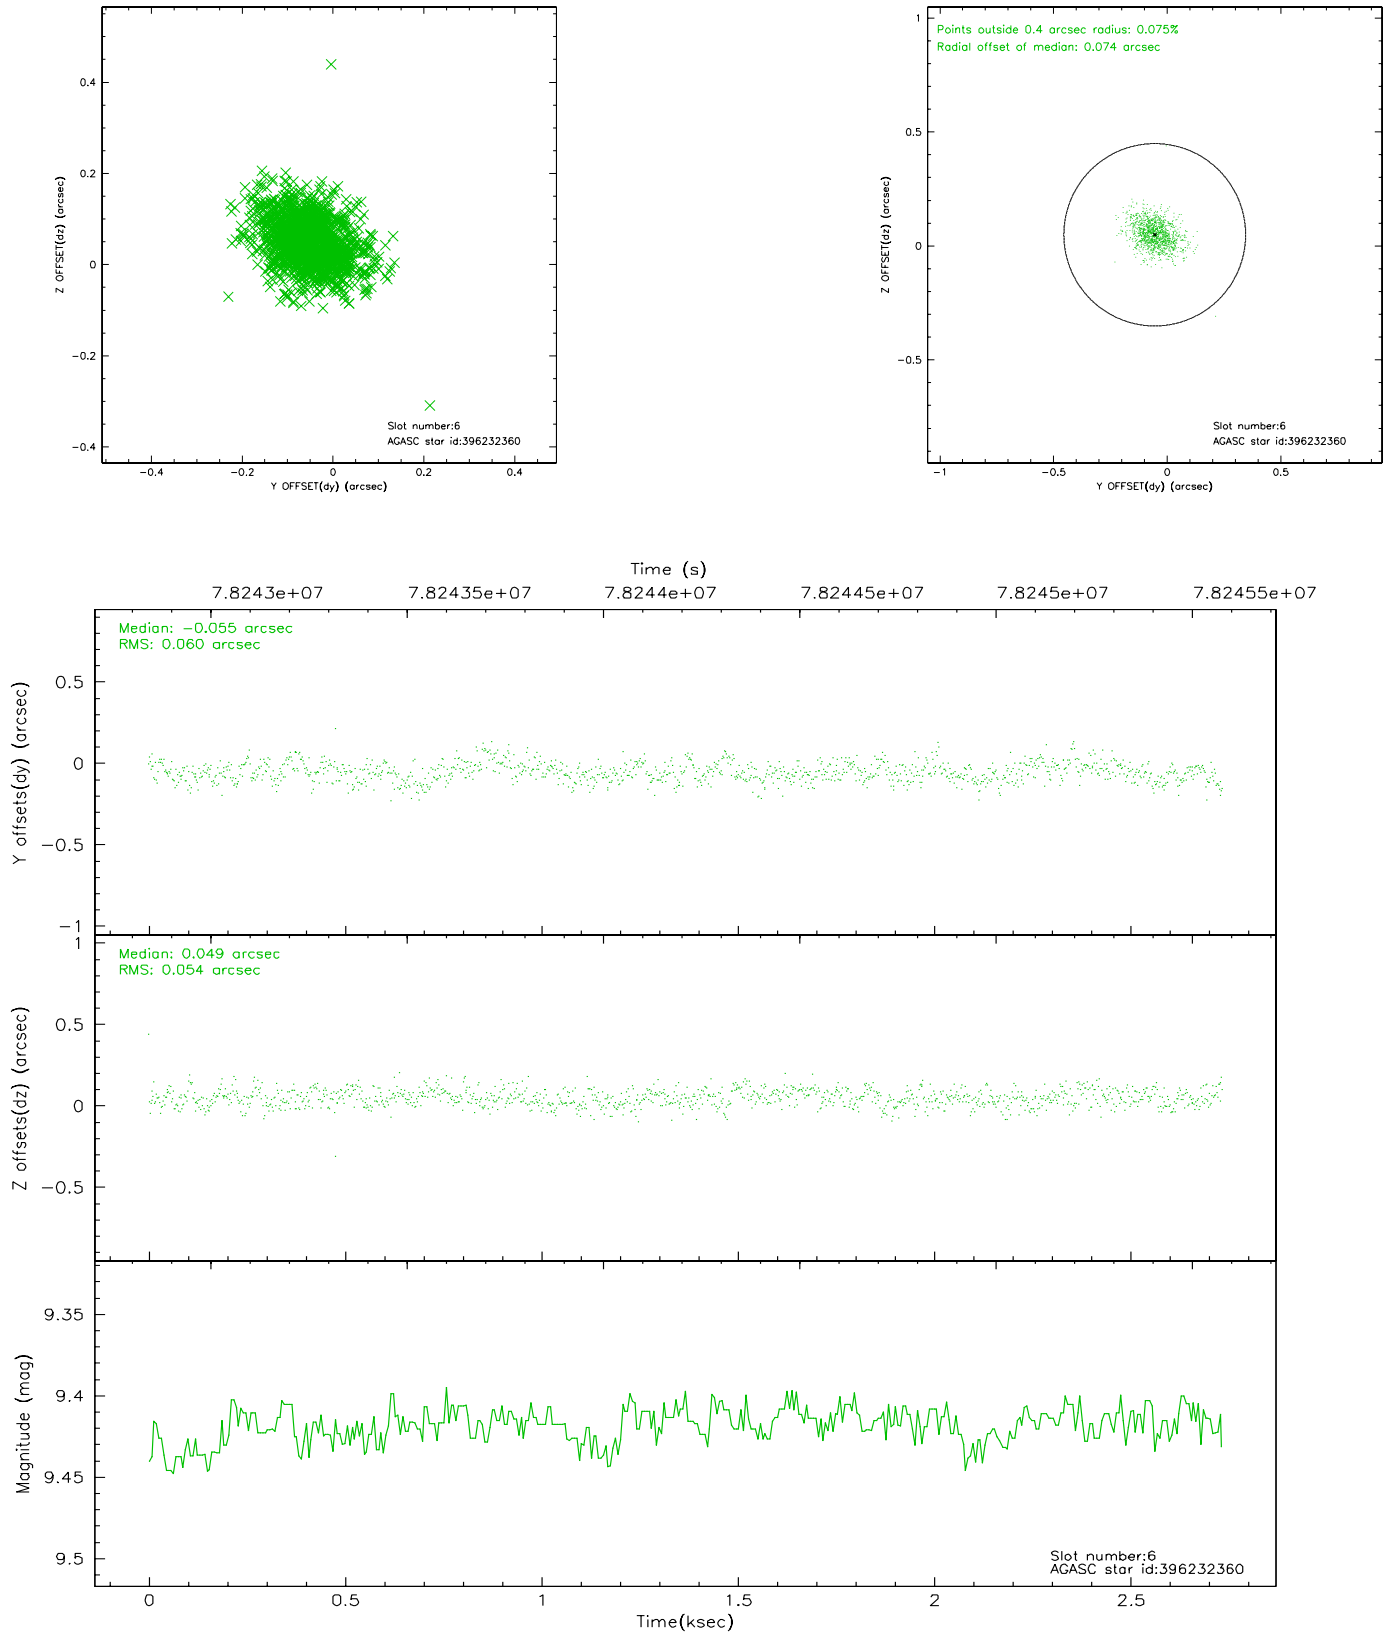 0.4
0.2
0
−0.2
−0.4
Z OFFSET(dz) (arcsec)
Slot number:6
AGASC star id:396232360
−0.4
−0.2
0
0.2
0.4
Y OFFSET(dy) (arcsec)
1
0.5
0
−0.5
Z OFFSET(dz) (arcsec)
Points outside 0.4 arcsec radius: 0.075%
Radial offset of median: 0.074 arcsec
Slot number:6
AGASC star id:396232360
−1
−0.5
0
0.5
Y OFFSET(dy) (arcsec)
Time (s)
7.8243e+07
7.82435e+07
7.8244e+07
7.82445e+07
7.8245e+07
7.82455e+07
Median: −0.055 arcsec
RMS: 0.060 arcsec
0.5
0
−0.5
−1
Y offsets(dy) (arcsec)
Median: 0.049 arcsec
RMS: 0.054 arcsec
1
0.5
0
−0.5
Z offsets(dz) (arcsec)
9.35
9.4
9.45
9.5
Magnitude (mag)
Slot number:6
AGASC star id:396232360
0
0.5
1
1.5
2
2.5
Time(ksec)